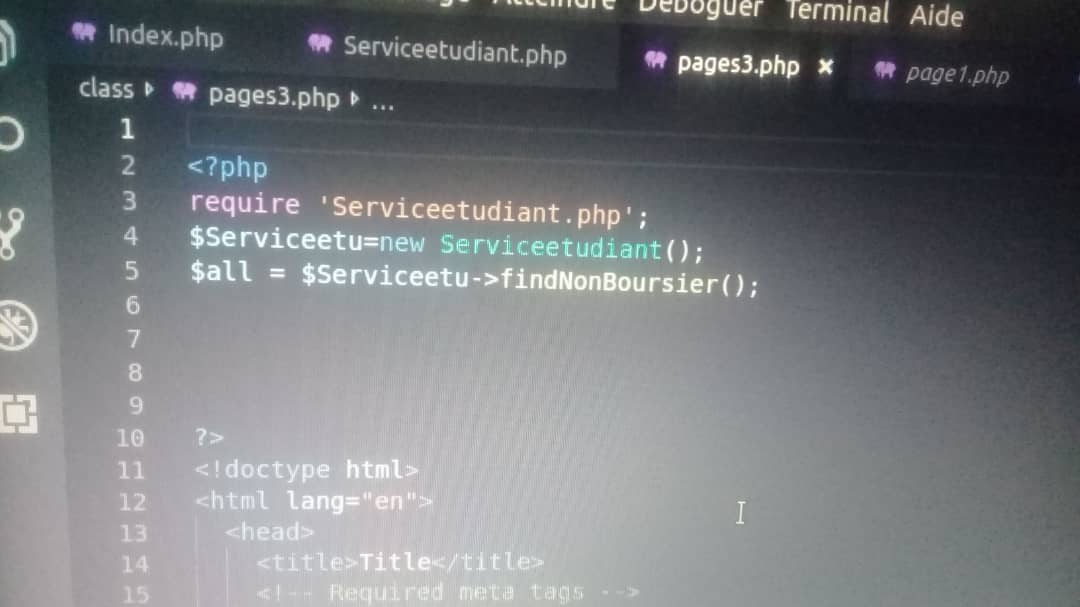 Déboguer Terminal Aide
Index.php Serviceetudiant.php pages3.php × page1.php
class pages3.php ...
1
2 <?php
3 require 'Serviceetudiant.php';
4 $Serviceetu=new Serviceetudiant();
5 $all = $Serviceetu->findNonBoursier();
6
7
8
9
10 ?>
11 <!doctype html>
12 <html lang="en">
13 <head>
14 <title>Title</title>
15 <!-- Required meta tags -->